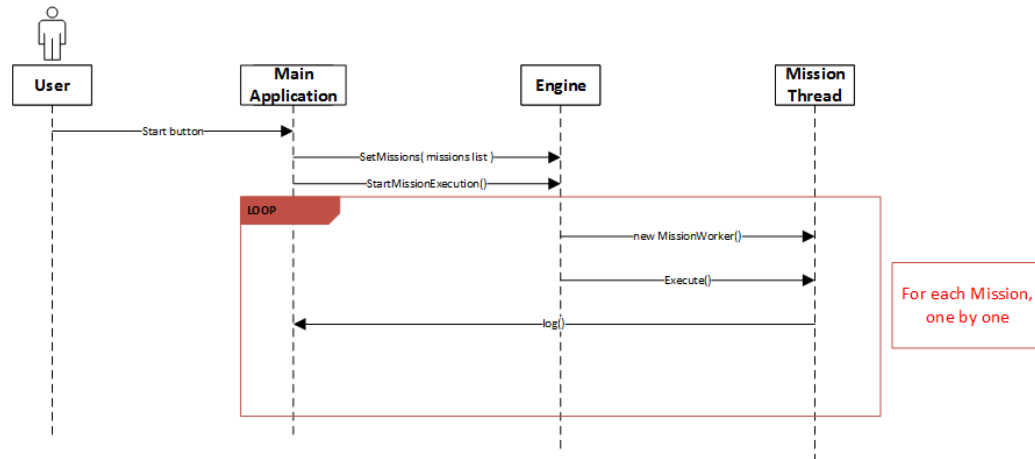 User
Main
Application
Engine
Mission
Thread
Start button
SetMissions( missions list )
StartMissionExecution()
LOOP
new MissionWorker()
Execute()
For each Mission,
one by one
log()